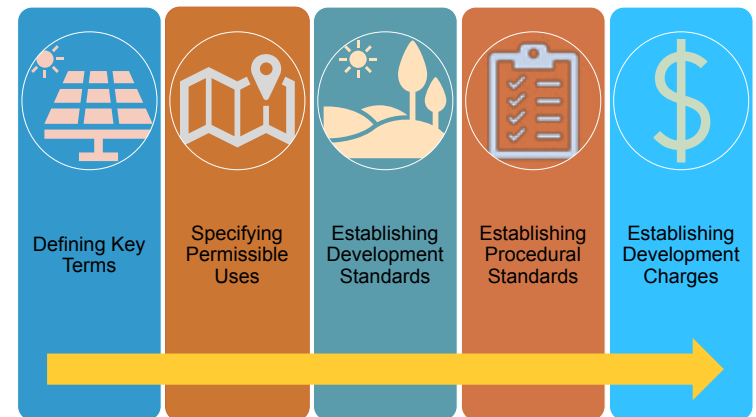 Defining Key
Terms
Specifying
Permissible
Uses
Establishing
Development
Standards
Establishing
Procedural
Standards
Establishing
Development
Charges